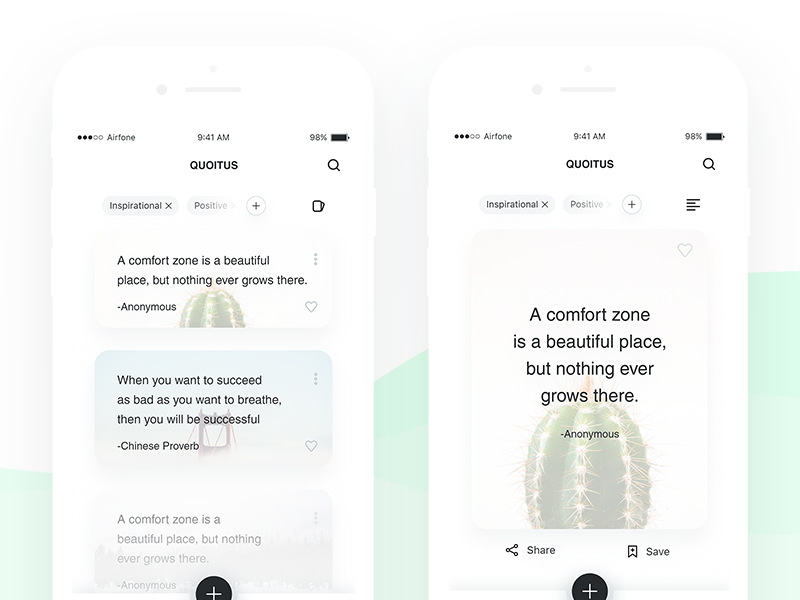 Airfone 9:41 AM 98%
QUOITUS
Inspirational × Positive × +
A comfort zone is a beautiful
place, but nothing ever grows there.
-Anonymous
When you want to succeed
as bad as you want to breathe,
then you will be successful
-Chinese Proverb
A comfort zone is a
beautiful place, but nothing
ever grows there.
-Anonymous
+
Airfone 9:41 AM 98%
QUOITUS
Inspirational × Positive × +
A comfort zone
is a beautiful place,
but nothing ever
grows there.
-Anonymous
Share Save
+